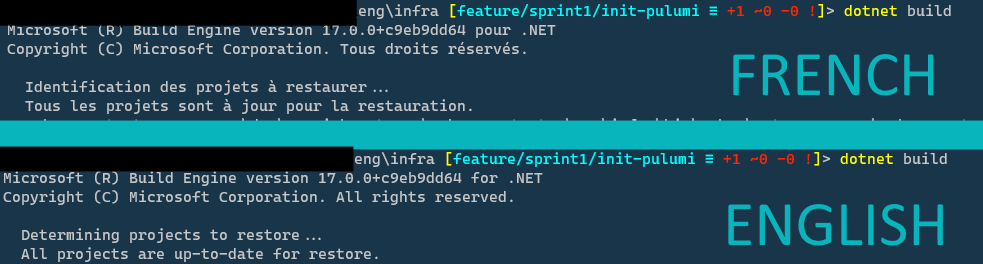 eng\infra [feature/sprint1/init-pulumi ≡ +1 ~0 -0 !]> dotnet build
Microsoft (R) Build Engine version 17.0.0+c9eb9dd64 pour .NET
Copyright (C) Microsoft Corporation. Tous droits réservés.
Identification des projets à restaurer...
Tous les projets sont à jour pour la restauration.
FRENCH
eng\infra [feature/sprint1/init-pulumi ≡ +1 ~0 -0 !]> dotnet build
Microsoft (R) Build Engine version 17.0.0+c9eb9dd64 for .NET
Copyright (C) Microsoft Corporation. All rights reserved.
Determining projects to restore...
All projects are up-to-date for restore.
ENGLISH